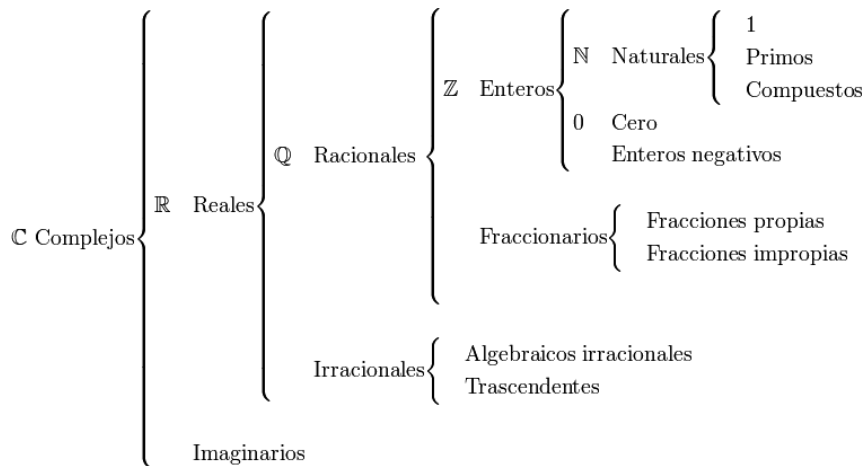 1
ℕ Naturales
Primos
ℤ Enteros
Compuestos
0 Cero
ℚ Racionales
Enteros negativos
ℝ Reales
Fracciones propias
ℂ Complejos
Fraccionarios
Fracciones impropias
Algebraicos irracionales
Irracionales
Trascendentes
Imaginarios